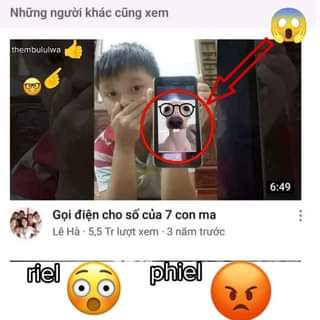 Những người khác cũng xem
thembululwa
6:49
Gọi điện cho số của 7 con ma
Lê Hà · 5,5 Tr lượt xem · 3 năm trước
riel
phiel